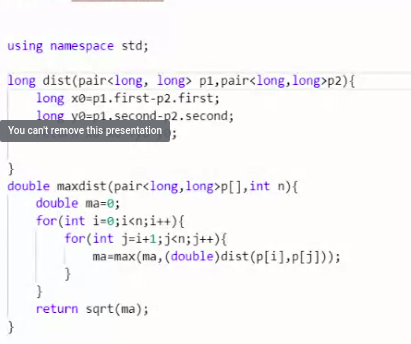 using namespace std;
long dist(pair<long, long> p1,pair<long,long>p2){
long x0=p1.first-p2.first;
long y0=p1.second-p2.second;
You can't remove this presentation
}
double maxdist(pair<long,long>p[],int n){
double ma=0;
for(int i=0;i<n;i++){
for(int j=i+1;j<n;j++){
ma=max(ma,(double)dist(p[i],p[j]));
}
}
return sqrt(ma);
}